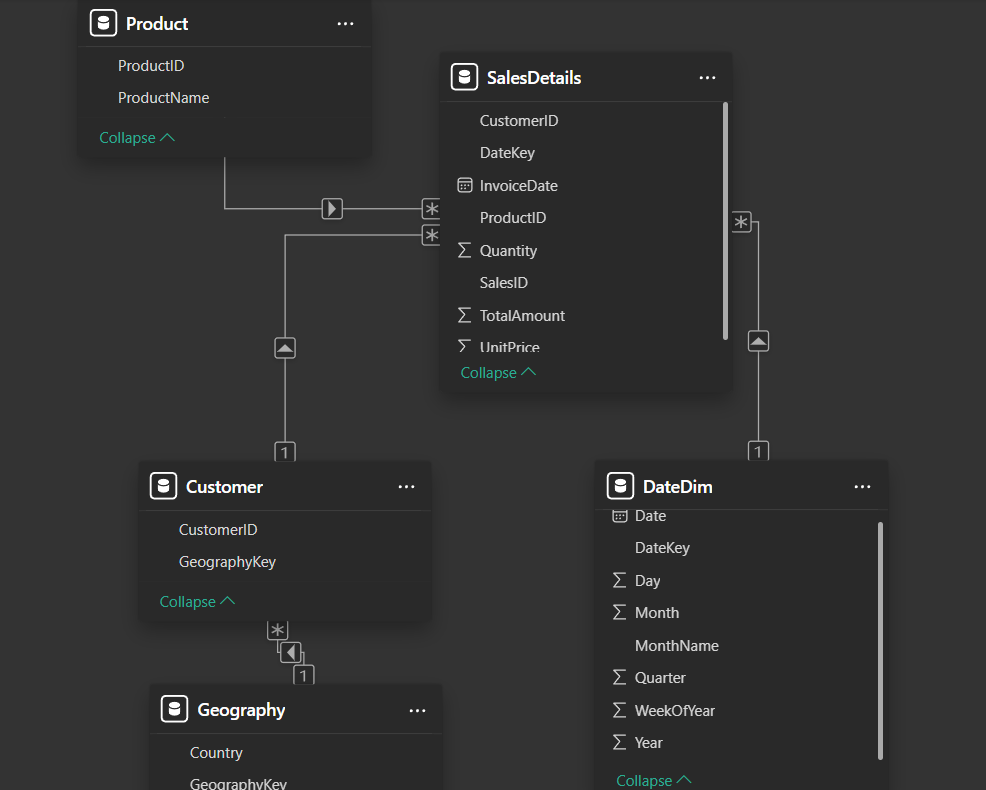 Product
...
ProductID
ProductName
Collapse
SalesDetails
...
CustomerID
DateKey
InvoiceDate
ProductID
Σ Quantity
SalesID
Σ TotalAmount
Σ UnitPrice
Collapse
*
*
*
1
1
Customer
...
CustomerID
GeographyKey
Collapse
*
1
Geography
...
Country
GeographyKey
DateDim
...
Date
DateKey
Σ Day
Σ Month
MonthName
Σ Quarter
Σ WeekOfYear
Σ Year
Collapse